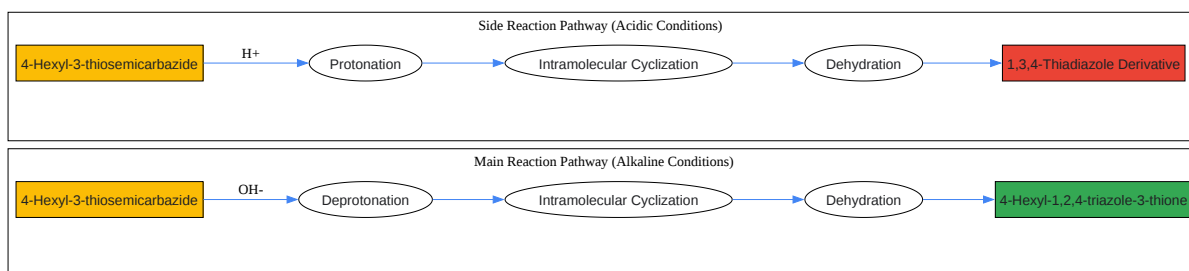 Side Reaction Pathway (Acidic Conditions)
4-Hexyl-3-thiosemicarbazide
H+
Protonation
Intramolecular Cyclization
Dehydration
1,3,4-Thiadiazole Derivative
Main Reaction Pathway (Alkaline Conditions)
4-Hexyl-3-thiosemicarbazide
OH-
Deprotonation
Intramolecular Cyclization
Dehydration
4-Hexyl-1,2,4-triazole-3-thione